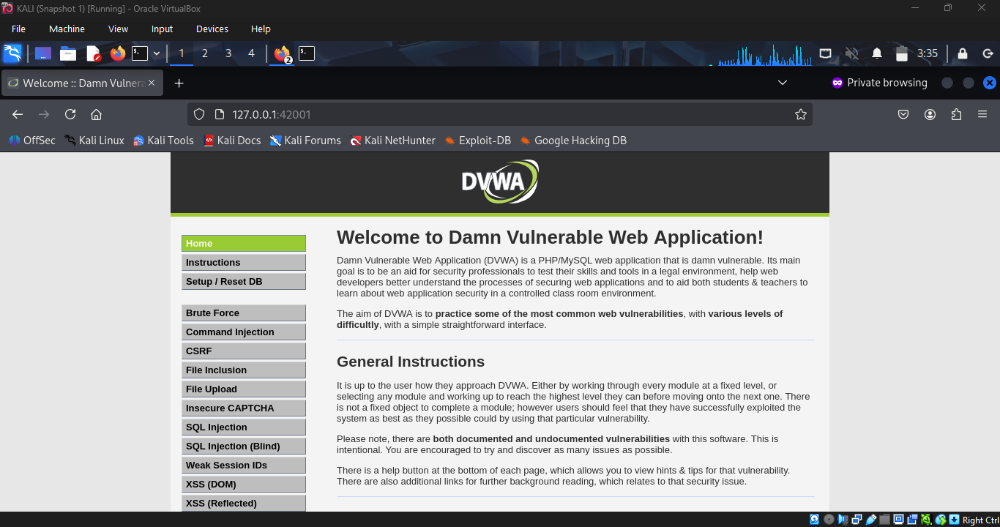 KALI (Snapshot 1) [Running] - Oracle VirtualBox
File Machine View Input Devices Help
1 2 3 4 2 3:35
Welcome :: Damn Vulnera Private browsing
127.0.0.1:42001
OffSec Kali Linux Kali Tools Kali Docs Kali Forums Kali NetHunter Exploit-DB Google Hacking DB
DVWA
Home
Instructions
Setup / Reset DB
Brute Force
Command Injection
CSRF
File Inclusion
File Upload
Insecure CAPTCHA
SQL Injection
SQL Injection (Blind)
Weak Session IDs
XSS (DOM)
XSS (Reflected)
Welcome to Damn Vulnerable Web Application!
Damn Vulnerable Web Application (DVWA) is a PHP/MySQL web application that is damn vulnerable. Its main
goal is to be an aid for security professionals to test their skills and tools in a legal environment, help web
developers better understand the processes of securing web applications and to aid both students & teachers to
learn about web application security in a controlled class room environment.
The aim of DVWA is to practice some of the most common web vulnerabilities, with various levels of
difficultly, with a simple straightforward interface.
General Instructions
It is up to the user how they approach DVWA. Either by working through every module at a fixed level, or
selecting any module and working up to reach the highest level they can before moving onto the next one. There
is not a fixed object to complete a module; however users should feel that they have successfully exploited the
system as best as they possible could by using that particular vulnerability.
Please note, there are both documented and undocumented vulnerabilities with this software. This is
intentional. You are encouraged to try and discover as many issues as possible.
There is a help button at the bottom of each page, which allows you to view hints & tips for that vulnerability.
There are also additional links for further background reading, which relates to that security issue.
Right Ctrl